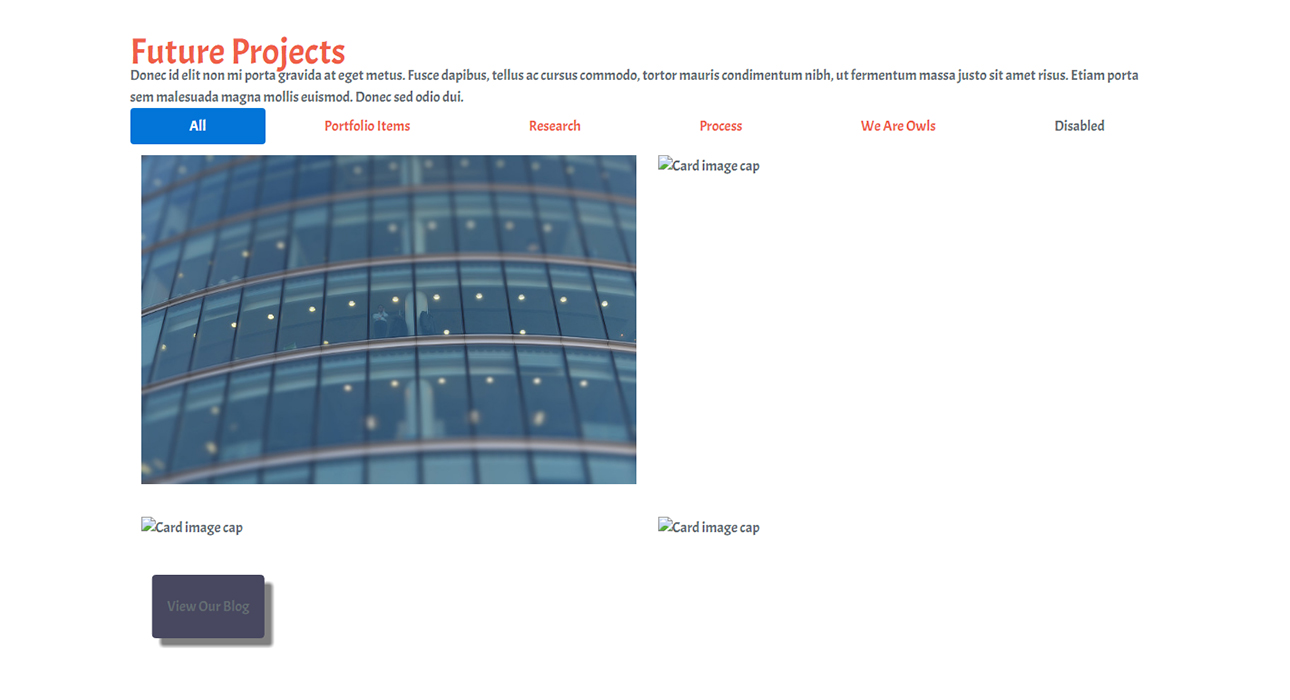 Future Projects
Donec id elit non mi porta gravida at eget metus. Fusce dapibus, tellus ac cursus commodo, tortor mauris condimentum nibh, ut fermentum massa justo sit amet risus. Etiam porta
sem malesuada magna mollis euismod. Donec sed odio dui.
All Portfolio Items Research Process We Are Owls Disabled
Card image cap
Card image cap Card image cap
View Our Blog